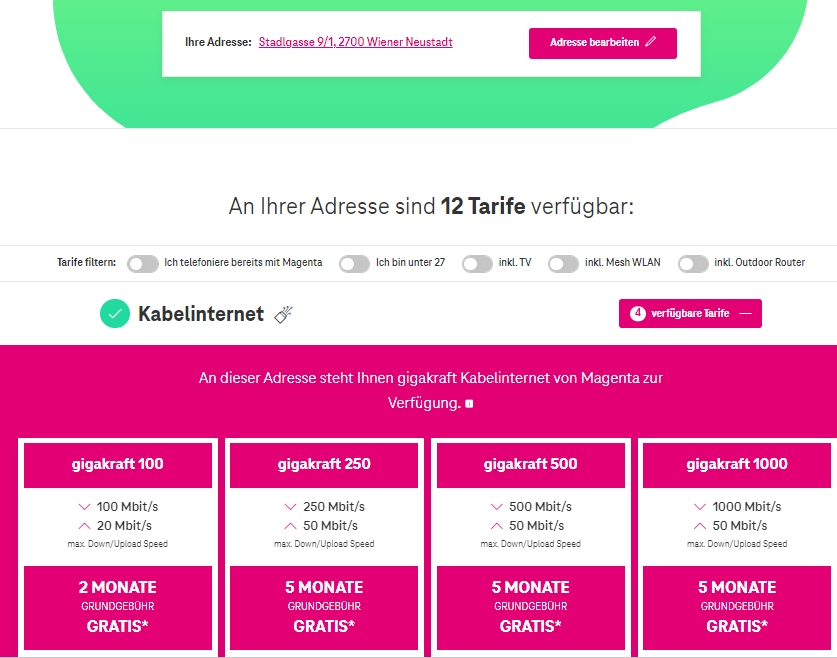 Ihre Adresse: Stadlgasse 9/1, 2700 Wiener Neustadt
Adresse bearbeiten
An Ihrer Adresse sind 12 Tarife verfügbar:
Tarife filtern: Ich telefoniere bereits mit Magenta Ich bin unter 27 inkl. TV inkl. Mesh WLAN inkl. Outdoor Router
Kabelinternet
4 verfügbare Tarife
An dieser Adresse steht Ihnen gigakraft Kabelinternet von Magenta zur
Verfügung.
gigakraft 100
100 Mbit/s
20 Mbit/s
max. Down/Upload Speed
2 MONATE
GRUNDGEBÜHR
GRATIS*
gigakraft 250
250 Mbit/s
50 Mbit/s
max. Down/Upload Speed
5 MONATE
GRUNDGEBÜHR
GRATIS*
gigakraft 500
500 Mbit/s
50 Mbit/s
max. Down/Upload Speed
5 MONATE
GRUNDGEBÜHR
GRATIS*
gigakraft 1000
1000 Mbit/s
50 Mbit/s
max. Down/Upload Speed
5 MONATE
GRUNDGEBÜHR
GRATIS*